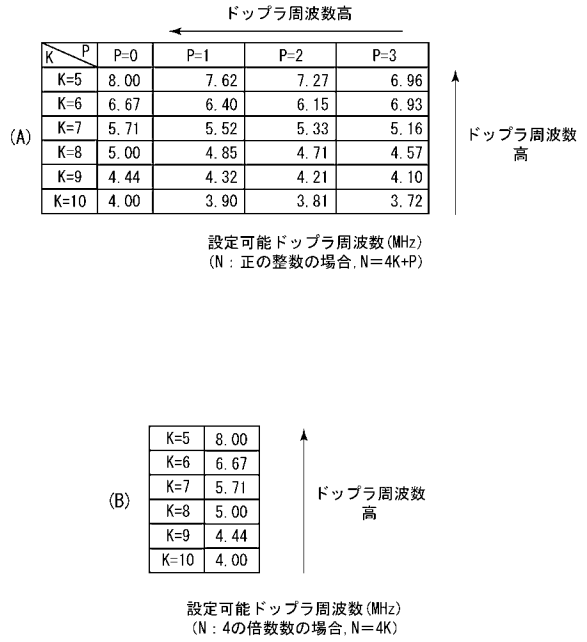 ドップラ周波数高
K P P=0 P=1 P=2 P=3
K=5 8.00 7.62 7.27 6.96
K=6 6.67 6.40 6.15 6.93
K=7 5.71 5.52 5.33 5.16
K=8 5.00 4.85 4.71 4.57
K=9 4.44 4.32 4.21 4.10
K=10 4.00 3.90 3.81 3.72
(A)
ドップラ周波数
高
設定可能ドップラ周波数(MHz)
(N:正の整数の場合,N=4K+P)
K=5 8.00
K=6 6.67
K=7 5.71
K=8 5.00
K=9 4.44
K=10 4.00
(B)
ドップラ周波数
高
設定可能ドップラ周波数(MHz)
(N:4の倍数数の場合,N=4K)